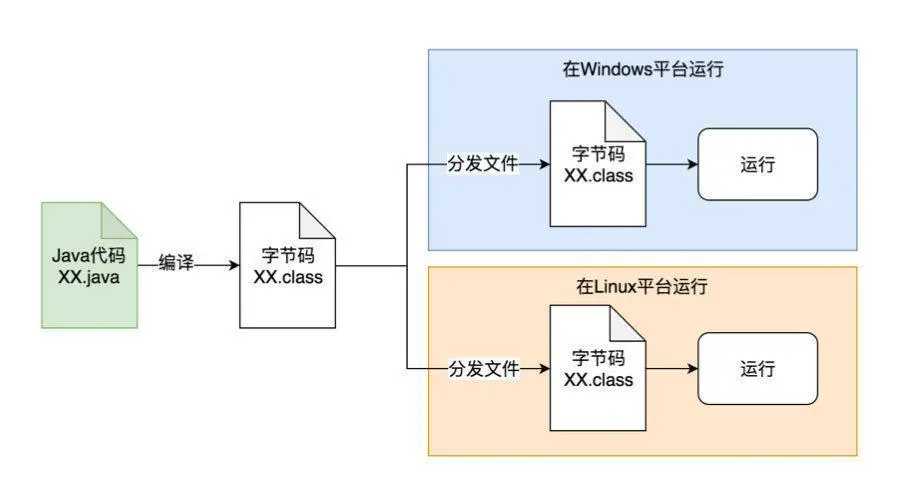 Java代码
XX.java
编译
字节码
XX.class
在Windows平台运行
分发文件
字节码
XX.class
运行
在Linux平台运行
分发文件
字节码
XX.class
运行